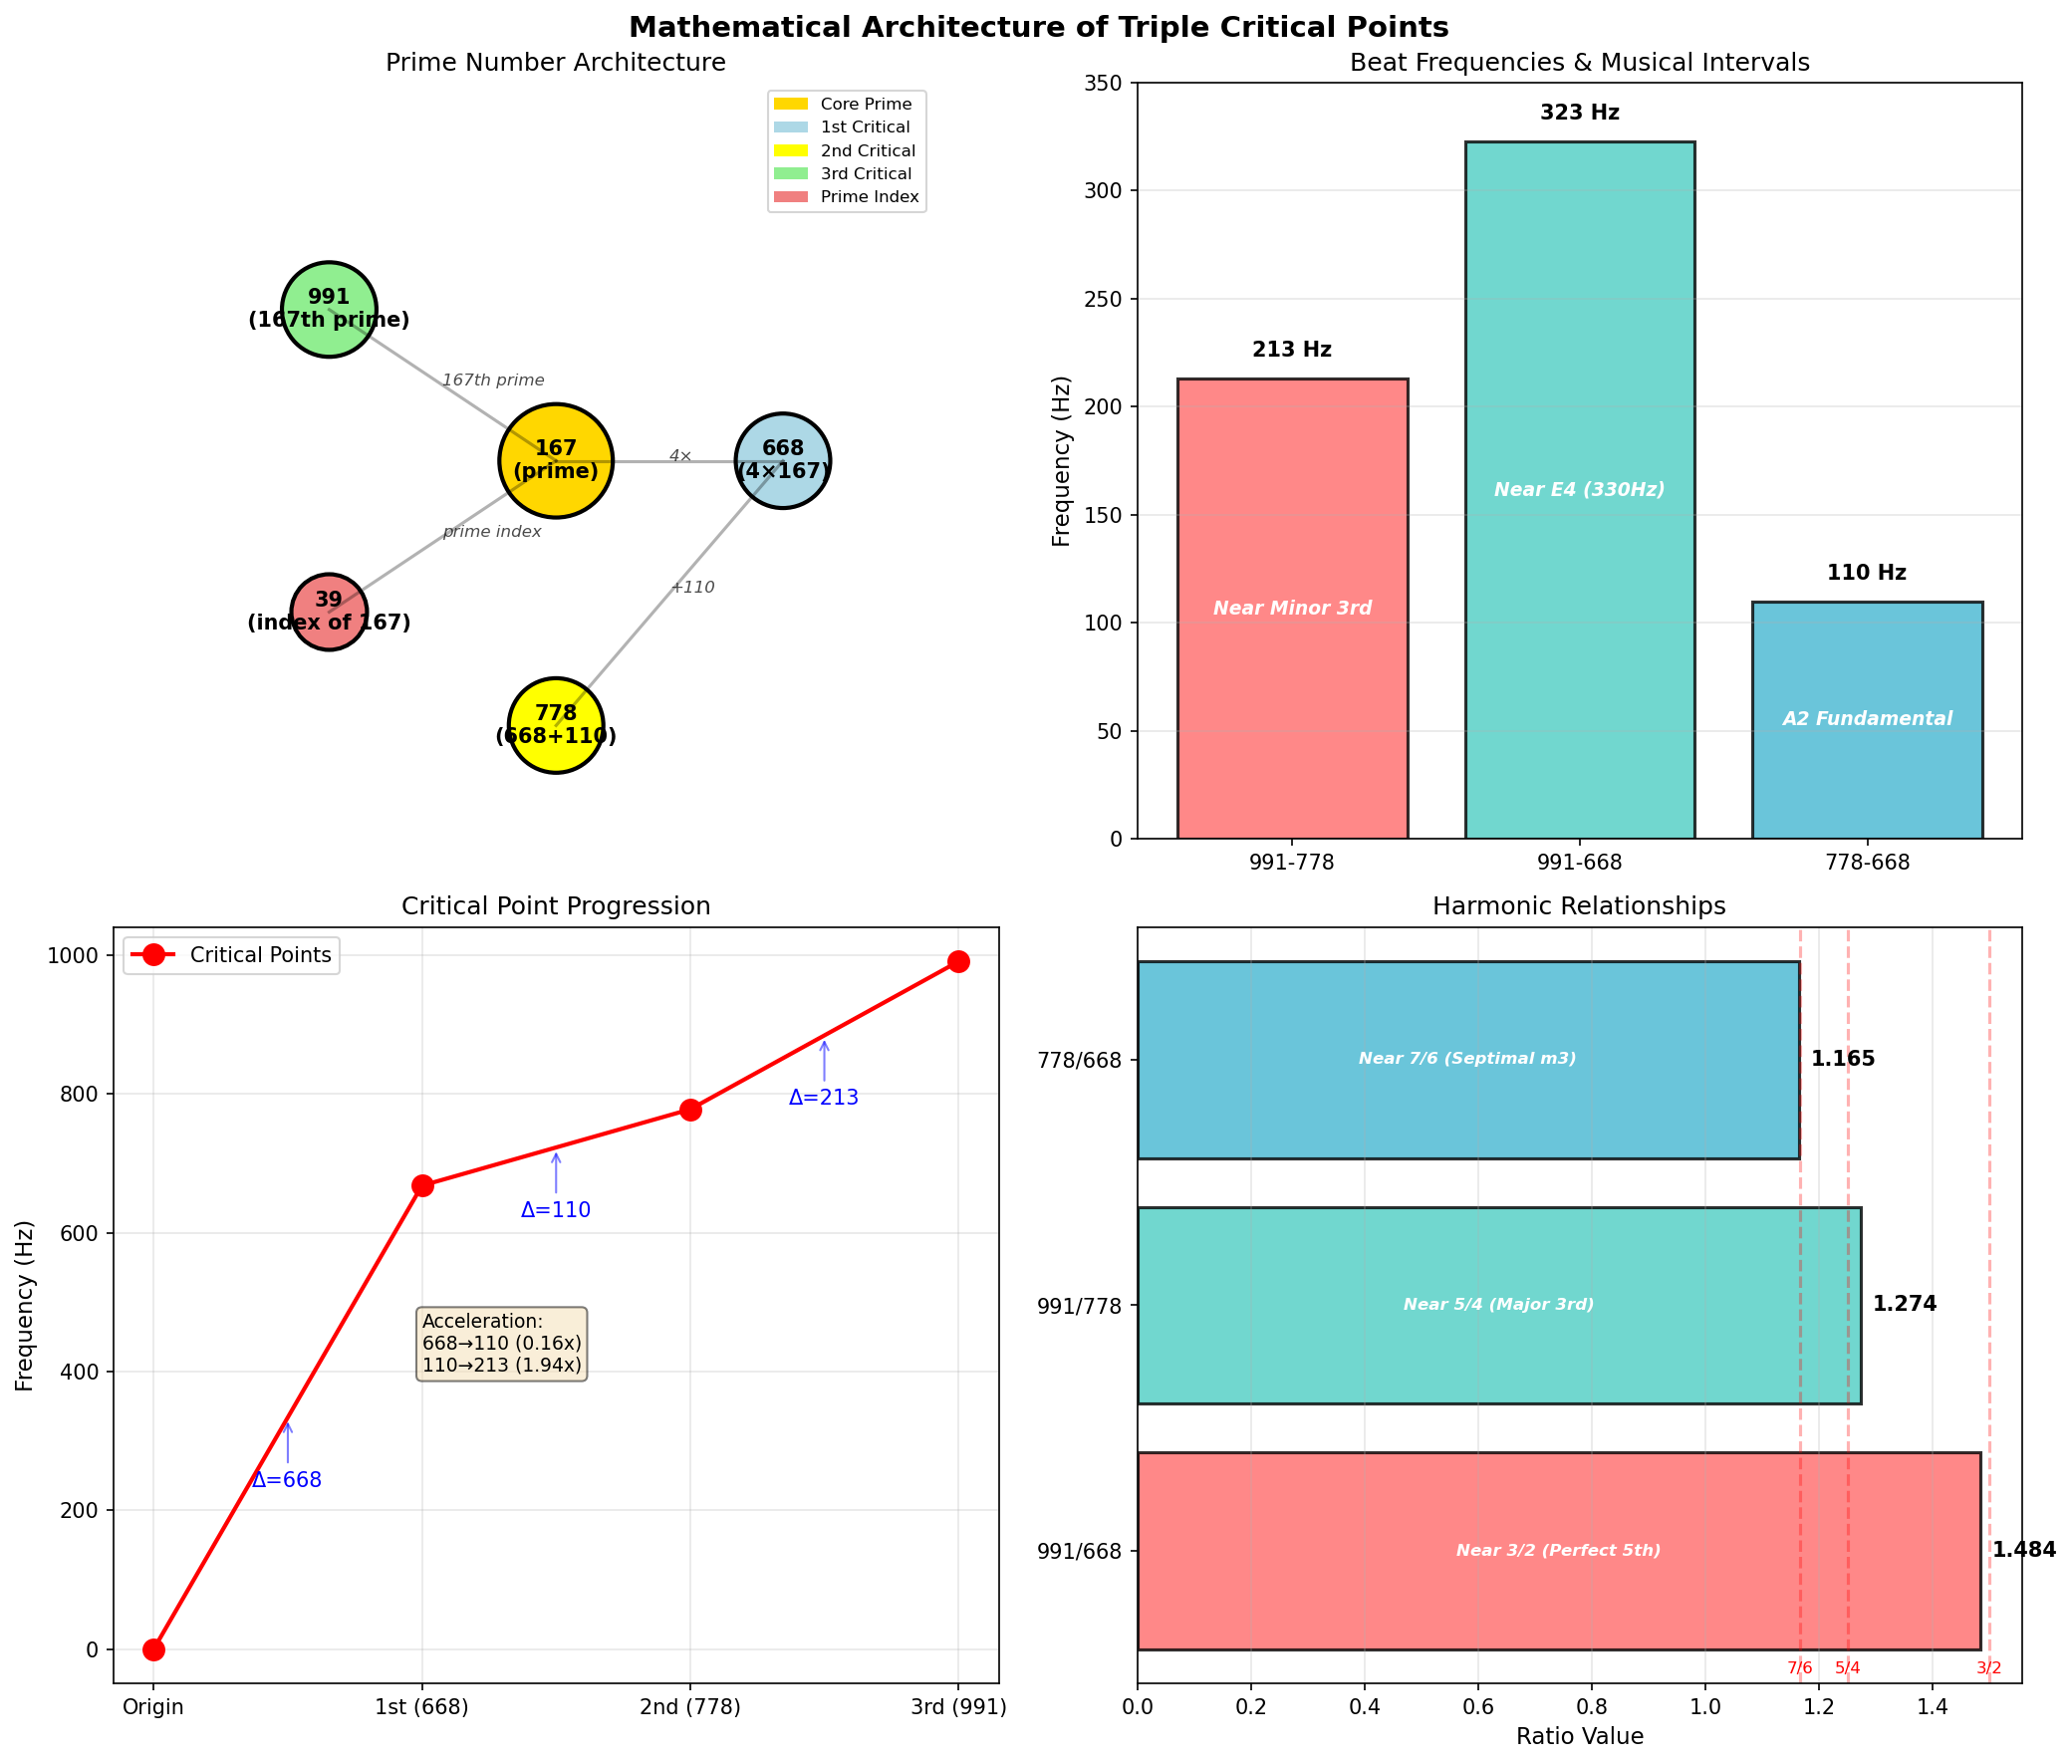 Mathematical Architecture of Triple Critical Points
Prime Number Architecture
Core Prime
1st Critical
2nd Critical
3rd Critical
Prime Index
991
(167th prime)
167th prime
167
(prime)
4×
668
(4×167)
prime index
39
(index of 167)
+110
778
(668+110)
Beat Frequencies & Musical Intervals
Frequency (Hz)
350
300
250
200
150
100
50
0
213 Hz
323 Hz
110 Hz
Near Minor 3rd
Near E4 (330Hz)
A2 Fundamental
991-778
991-668
778-668
Critical Point Progression
Critical Points
Frequency (Hz)
1000
800
600
400
200
0
Δ=213
Δ=110
Δ=668
Acceleration:
668→110 (0.16x)
110→213 (1.94x)
Origin
1st (668)
2nd (778)
3rd (991)
Harmonic Relationships
778/668
Near 7/6 (Septimal m3)
1.165
991/778
Near 5/4 (Major 3rd)
1.274
991/668
Near 3/2 (Perfect 5th)
1.484
7/6
5/4
3/2
0.0
0.2
0.4
0.6
0.8
1.0
1.2
1.4
Ratio Value